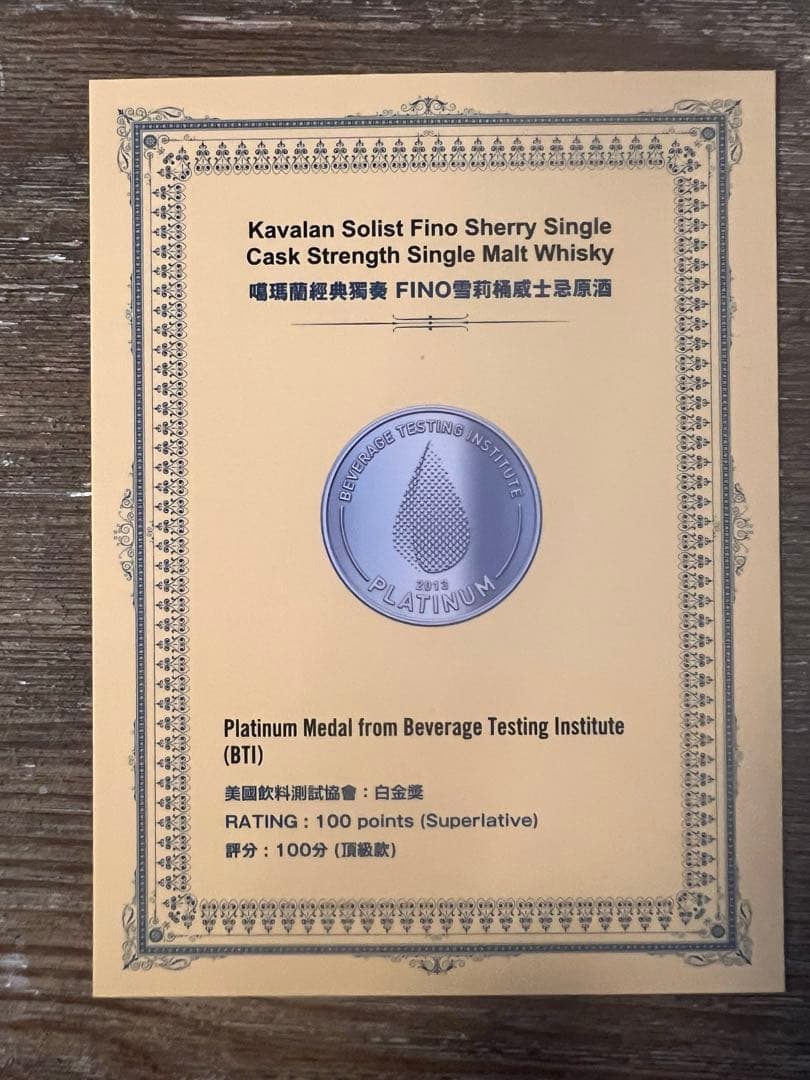 Kavalan Solist Fino Sherry Single
Cask Strength Single Malt Whisky
噶瑪蘭經典獨奏 FINO雪莉桶威士忌原酒
BEVERAGE TESTING INSTITUTE
2013
PLATINUM
Platinum Medal from Beverage Testing Institute
(BTI)
美國飲料測試協會：白金獎
RATING : 100 points (Superlative)
評分：100分 (頂級款)